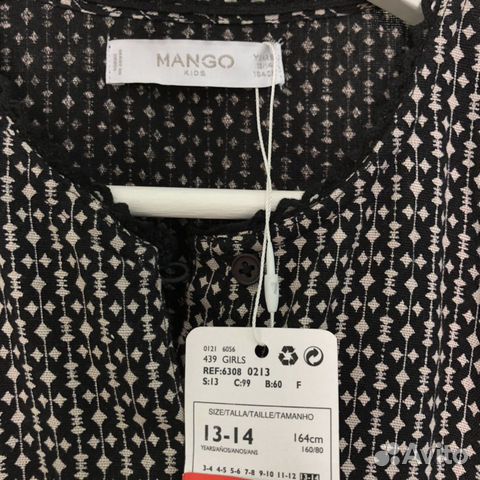 MANGO
KIDS
0121 6056
439 GIRLS
REF:6308 0213
S:13 C:99 B:60 F
SIZE/TALLA/TAILLE/TAMANHO
13-14 164cm
YEARS/AÑOS/ANOS/ANS 160/80
3-4 4-5 5-6 7-8 9-10 11-12 13-14
Avito